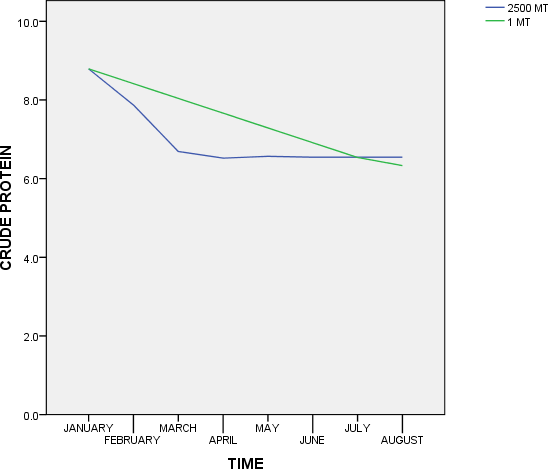 2500 MT
1 MT
10.0
8.0
6.0
4.0
2.0
0.0
CRUDE PROTEIN
JANUARY
FEBRUARY
MARCH
APRIL
MAY
JUNE
JULY
AUGUST
TIME